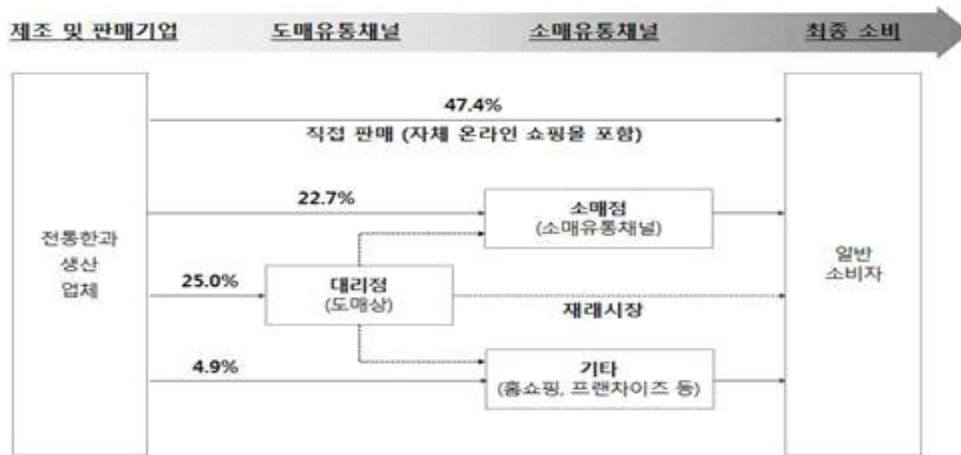 제조 및 판매기업 도매유통채널 소매유통채널 최종 소비
47.4%
직접 판매 (자체 온라인 쇼핑몰 포함)
22.7%
소매점
(소매유통채널)
전통한과
생산
업체
25.0%
대리점
(도매상)
재래시장
일반
소비자
4.9%
기타
(홈쇼핑, 프랜차이즈 등)